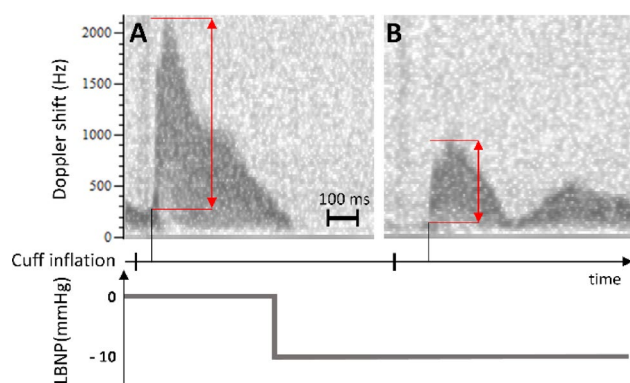 A
B
2000
1500
1000
500
0
Doppler shift (Hz)
100 ms
Cuff inflation
time
0
- 10
LBNP(mmHg)